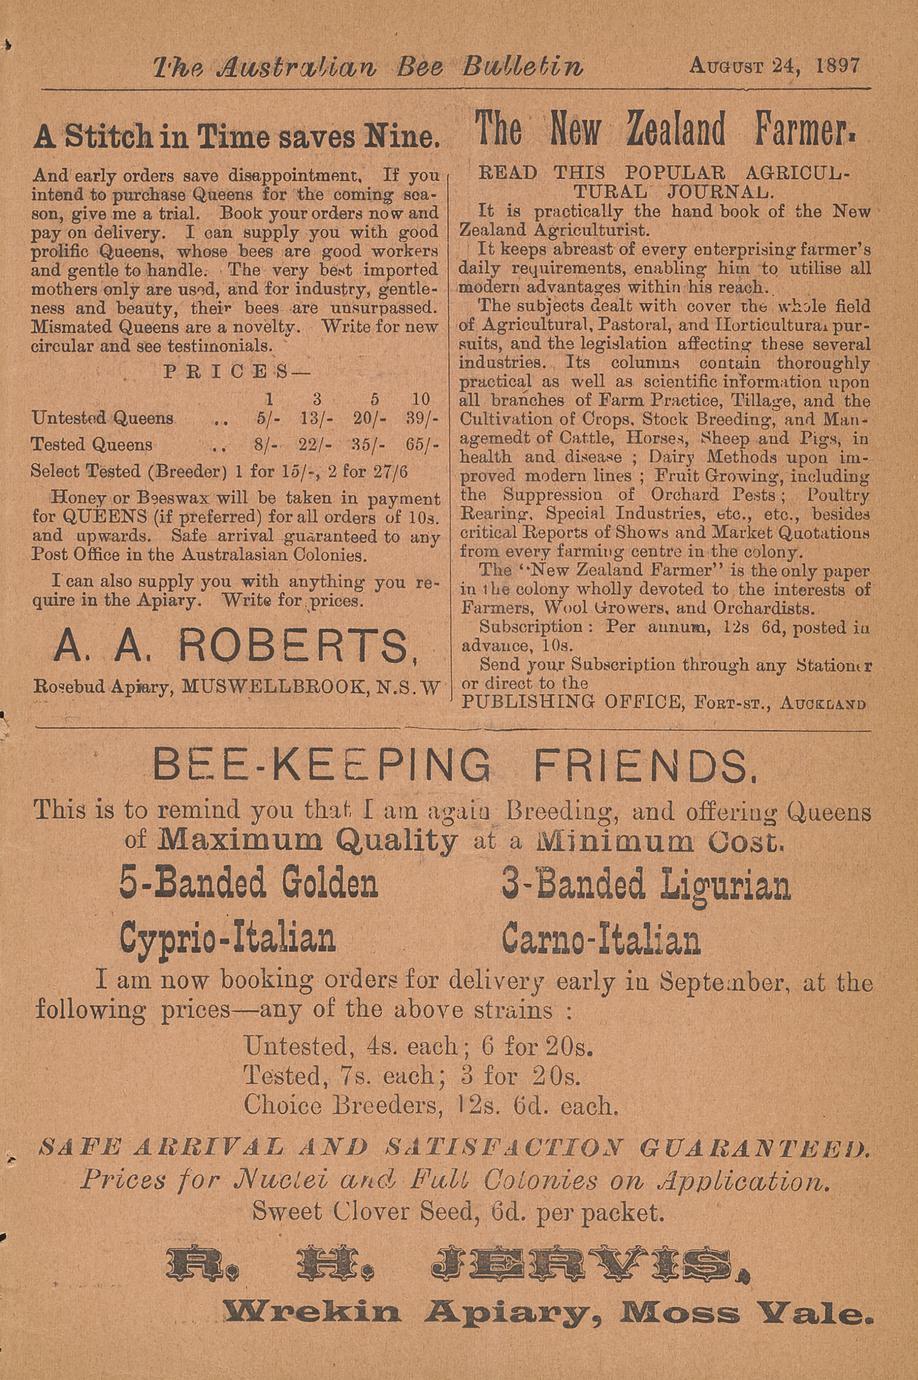 The Australian Bee Bulletin August 24, 1897
A Stitch in Time saves Nine.
And early orders save disappointment. If you
intend to purchase Queens for the coming sea-
son, give me a trial. Book your orders now and
pay on delivery. I can supply you with good
prolific Queens, whose bees are good workers
and gentle to handle. The very best imported
mothers only are used, and for industry, gentle-
ness and beauty, their bees are unsurpassed.
Mismated Queens are a novelty. Write for new
circular and see testimonials.
PRICES—
1 3 5 10
Untested Queens .. 5/- 13/- 20/- 39/-
Tested Queens .. 8/- 22/- 35/- 65/-
Select Tested (Breeder) 1 for 15/-, 2 for 27/6
Honey or Beeswax will be taken in payment
for QUEENS (if preferred) for all orders of 10s.
and upwards. Safe arrival guaranteed to any
Post Office in the Australasian Colonies.
I can also supply you with anything you re-
quire in the Apiary. Write for prices.
A. A. ROBERTS,
Rosebud Apiary, MUSWELLBROOK, N.S.W
The New Zealand Farmer.
READ THIS POPULAR AGRICUL-
TURAL JOURNAL.
It is practically the hand book of the New
Zealand Agriculturist.
It keeps abreast of every enterprising farmer's
daily requirements, enabling him to utilise all
modern advantages within his reach.
The subjects dealt with cover the whole field
of Agricultural, Pastoral, and Horticultural pur-
suits, and the legislation affecting these several
industries. Its columns contain thoroughly
practical as well as scientific information upon
all branches of Farm Practice, Tillage, and the
Cultivation of Crops, Stock Breeding, and Man-
agemedt of Cattle, Horses, Sheep and Pigs, in
health and disease ; Dairy Methods upon im-
proved modern lines ; Fruit Growing, including
the Suppression of Orchard Pests ; Poultry
Rearing, Special Industries, etc., etc., besides
critical Reports of Shows and Market Quotations
from every farming centre in the colony.
The "New Zealand Farmer" is the only paper
in the colony wholly devoted to the interests of
Farmers, Wool Growers, and Orchardists.
Subscription : Per annum, 12s 6d, posted in
advance, 10s.
Send your Subscription through any Stationer
or direct to the
PUBLISHING OFFICE, Fort-st., Auckland
BEE-KEEPING FRIENDS.
This is to remind you that I am again Breeding, and offering Queens
of Maximum Quality at a Minimum Cost.
5-Banded Golden 3-Banded Ligurian
Cyprio-Italian Carno-Italian
I am now booking orders for delivery early in September, at the
following prices—any of the above strains :
Untested, 4s. each; 6 for 20s.
Tested, 7s. each; 3 for 20s.
Choice Breeders, 12s. 6d. each.
SAFE ARRIVAL AND SATISFACTION GUARANTEED.
Prices for Nuclei and Full Colonies on Application.
Sweet Clover Seed, 6d. per packet.
R. H. JERVIS,
Wrekin Apiary, Moss Vale.